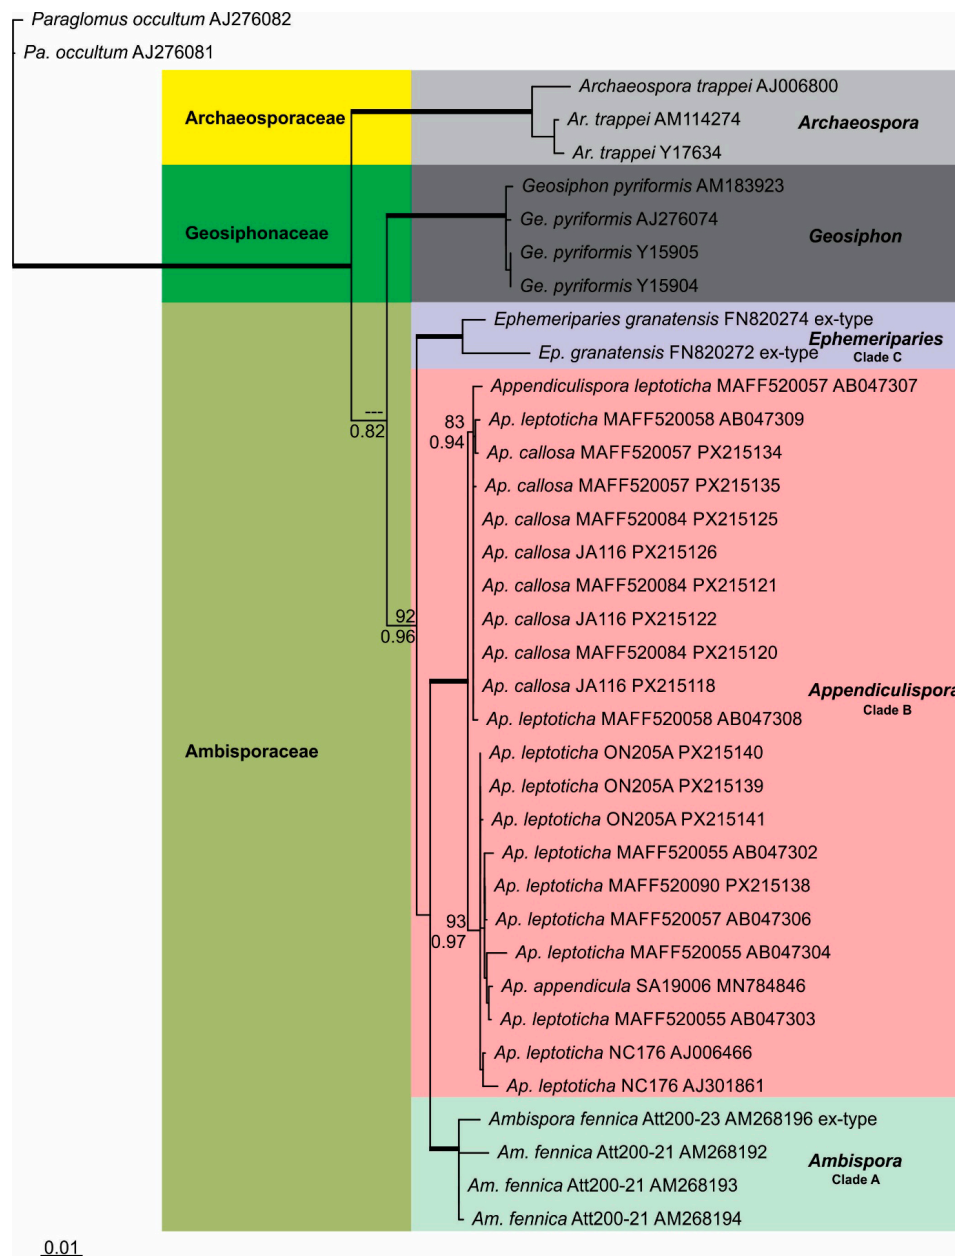 Paraglomus occultum AJ276082
Pa. occultum AJ276081
Archaeosporaceae
Archaeospora trappei AJ006800
Ar. trappei AM114274
Archaeospora
Ar. trappei Y17634
Geosiphonaceae
Geosiphon pyriformis AM183923
Ge. pyriformis AJ276074
Geosiphon
Ge. pyriformis Y15905
Ge. pyriformis Y15904
Ephemeriparies granatensis FN820274 ex-type
Ephemeriparies
Ep. granatensis FN820272 ex-type
Clade C
Appendiculispora leptoticha MAFF520057 AB047307
---
0.82
83
0.94
Ap. leptoticha MAFF520058 AB047309
Ap. callosa MAFF520057 PX215134
Ap. callosa MAFF520057 PX215135
Ap. callosa MAFF520084 PX215125
Ap. callosa JA116 PX215126
Ap. callosa MAFF520084 PX215121
92
0.96
Ap. callosa JA116 PX215122
Ap. callosa MAFF520084 PX215120
Ap. callosa JA116 PX215118
Appendiculispora
Clade B
Ap. leptoticha MAFF520058 AB047308
Ambisporaceae
Ap. leptoticha ON205A PX215140
Ap. leptoticha ON205A PX215139
Ap. leptoticha ON205A PX215141
Ap. leptoticha MAFF520055 AB047302
Ap. leptoticha MAFF520090 PX215138
93
0.97
Ap. leptoticha MAFF520057 AB047306
Ap. leptoticha MAFF520055 AB047304
Ap. appendicula SA19006 MN784846
Ap. leptoticha MAFF520055 AB047303
Ap. leptoticha NC176 AJ006466
Ap. leptoticha NC176 AJ301861
Ambispora fennica Att200-23 AM268196 ex-type
Am. fennica Att200-21 AM268192
Ambispora
Clade A
Am. fennica Att200-21 AM268193
Am. fennica Att200-21 AM268194
0.01